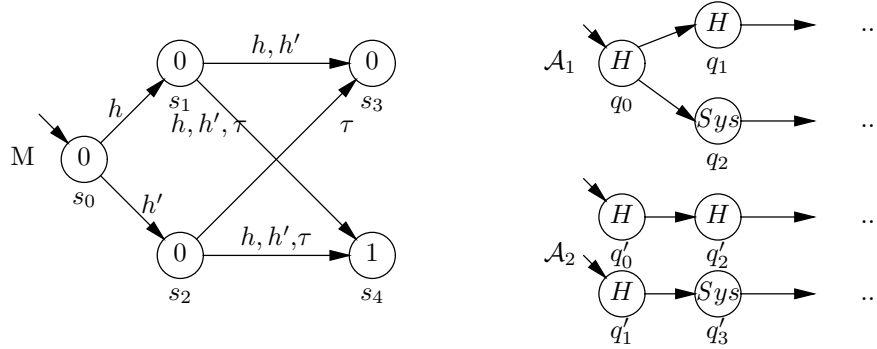 M
0
s₀
h
h′
0
s₁
0
s₂
h, h′
h, h′, τ
τ
h, h′,τ
0
s₃
1
s₄
𝒜₁
H
q₀
H
q₁
..
Sys
q₂
..
H
q′₀
H
q′₂
..
𝒜₂
H
q′₁
Sys
q′₃
..